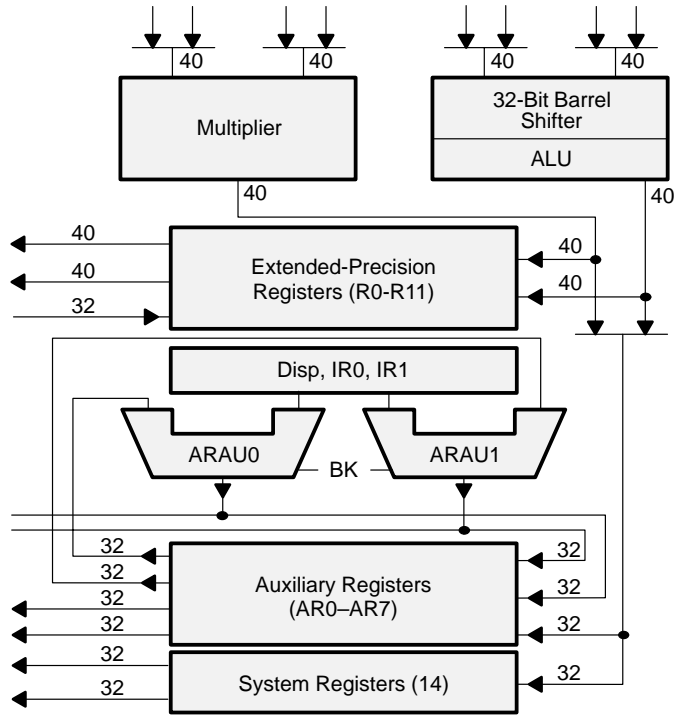 40
40
40
40
Multiplier
32-Bit Barrel
Shifter
ALU
40
40
40
40
32
Extended-Precision
Registers (R0-R11)
40
40
Disp, IR0, IR1
ARAU0
BK
ARAU1
32
32
32
32
Auxiliary Registers
(AR0–AR7)
32
32
32
32
32
System Registers (14)
32